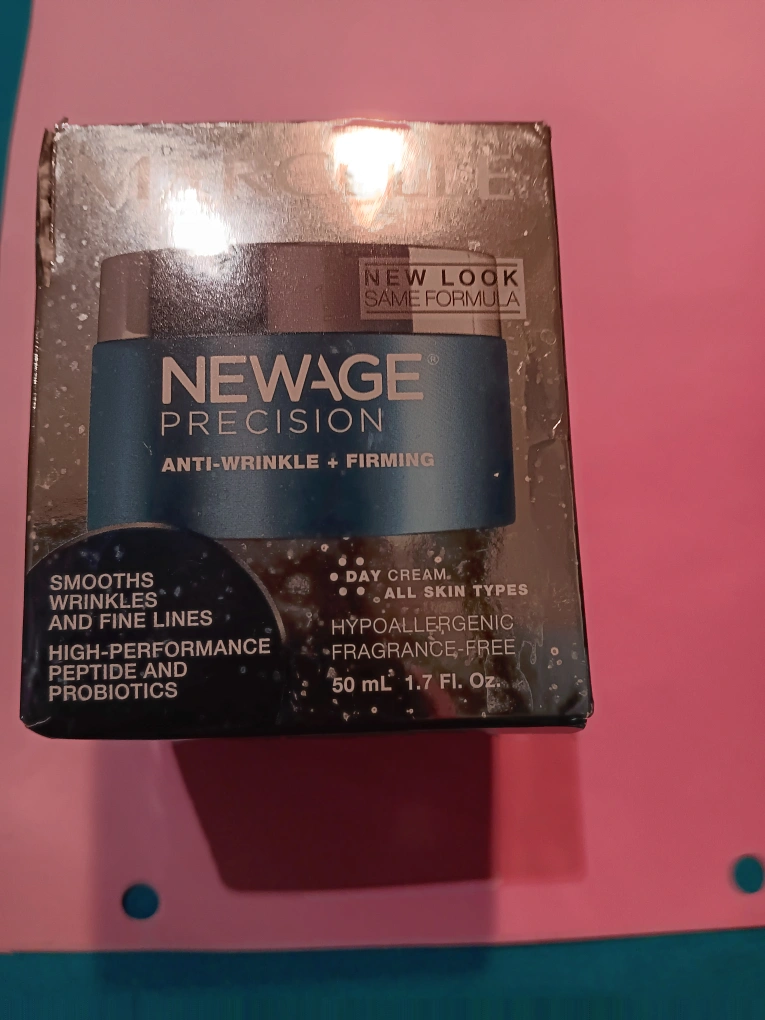 MARCELLE
NEW LOOK
SAME FORMULA
NEWAGE®
PRECISION
ANTI-WRINKLE + FIRMING
SMOOTHS
WRINKLES
AND FINE LINES
HIGH-PERFORMANCE
PEPTIDE AND
PROBIOTICS
DAY CREAM
ALL SKIN TYPES
HYPOALLERGENIC
FRAGRANCE-FREE
50 mL 1.7 Fl. Oz.